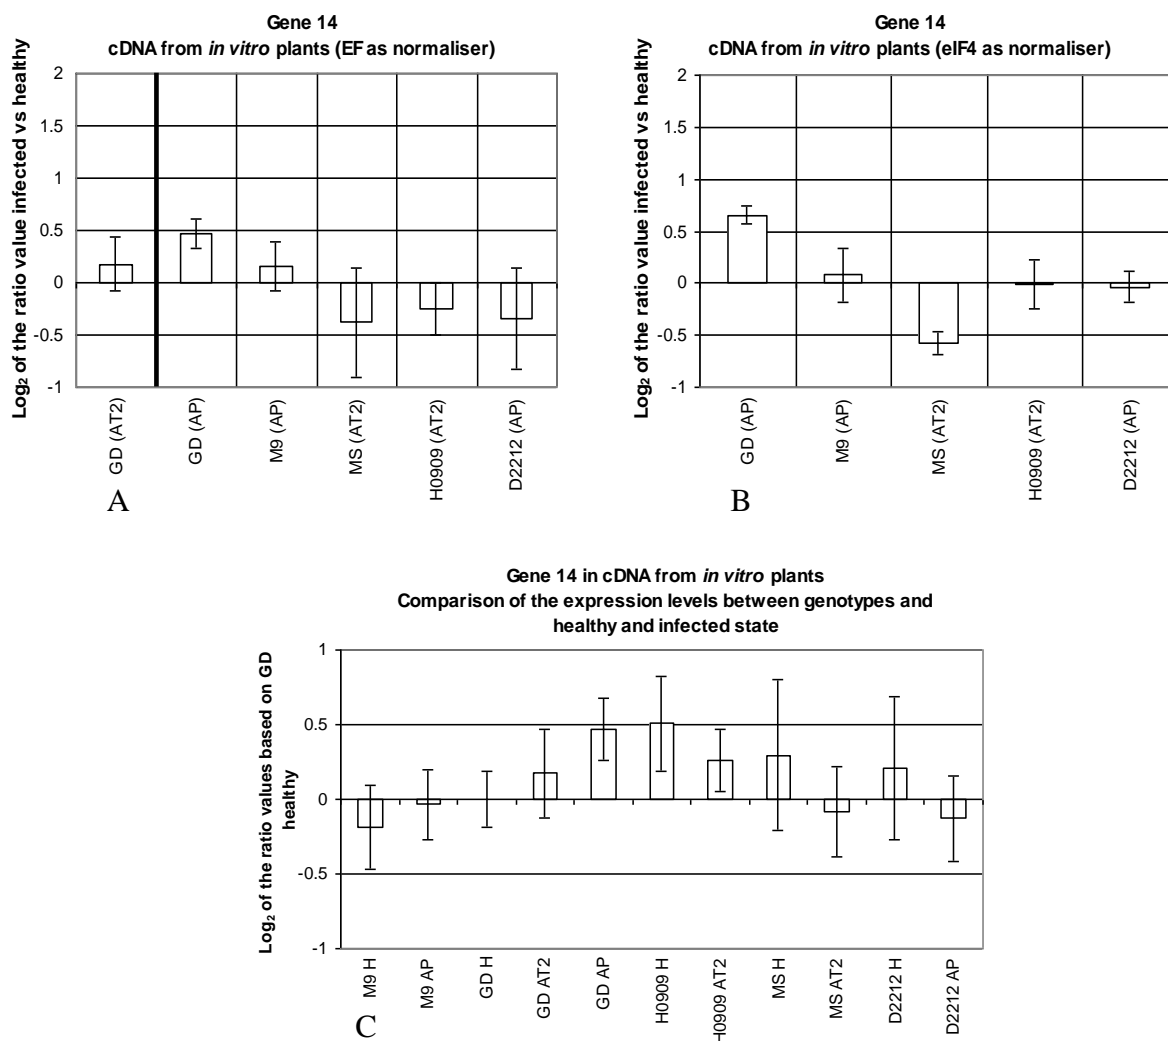 Gene 14
cDNA from in vitro plants (EF as normaliser)
Log₂ of the ratio value infected vs healthy
2
1.5
1
0.5
0
-0.5
-1
GD (AT2)
GD (AP)
M9 (AP)
MS (AT2)
H0909 (AT2)
D2212 (AP)
A
Gene 14
cDNA from in vitro plants (eIF4 as normaliser)
Log₂ of the ratio value infected vs healthy
2
1.5
1
0.5
0
-0.5
-1
GD (AP)
M9 (AP)
MS (AT2)
H0909 (AT2)
D2212 (AP)
B
Gene 14 in cDNA from in vitro plants
Comparison of the expression levels between genotypes and
healthy and infected state
Log₂ of the ratio values based on GD
healthy
1
0.5
0
-0.5
-1
M9 H
M9 AP
GD H
GD AT2
GD AP
H0909 H
H0909 AT2
MS H
MS AT2
D2212 H
D2212 AP
C